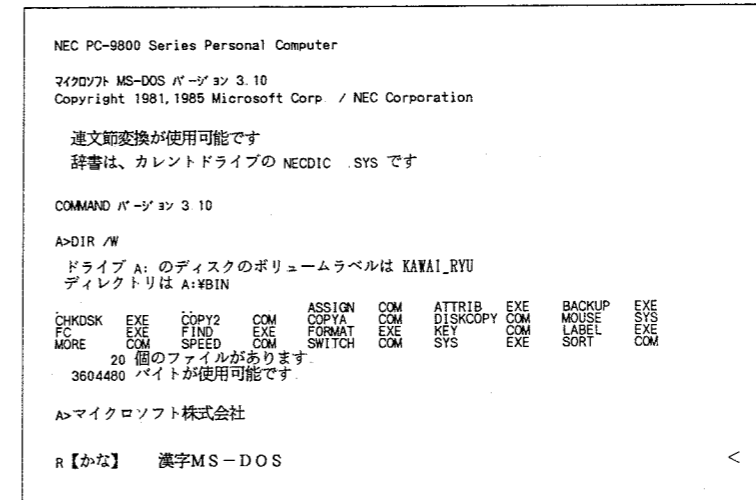 NEC PC-9800 Series Personal Computer
ﾏｲｸﾛｿﾌﾄ MS-DOS ﾊﾞｰｼﾞｮﾝ 3.10
Copyright 1981,1985 Microsoft Corp. / NEC Corporation
連文節変換が使用可能です
辞書は、カレントドライブの NECDIC .SYS です
COMMAND ﾊﾞｰｼﾞｮﾝ 3.10
A>DIR /W
ドライブ A: のディスクのボリュームラベルは KAWAI_RYU
ディレクトリは A:¥BIN
ASSIGN COM ATTRIB EXE BACKUP EXE
CHKDSK EXE COPY2 COM COPYA COM DISKCOPY COM MOUSE SYS
FC EXE FIND EXE FORMAT EXE KEY COM LABEL EXE
MORE COM SPEED COM SWITCH COM SYS EXE SORT COM
20 個のファイルがあります.
3604480 バイトが使用可能です.
A>マイクロソフト株式会社
R【かな】 漢字MS－DOS <